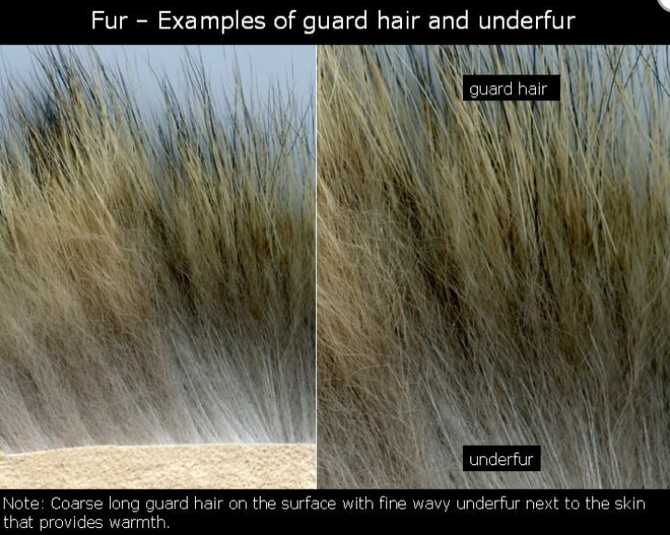 Fur – Examples of guard hair and underfur
guard hair
underfur
Note: Coarse long guard hair on the surface with fine wavy underfur next to the skin
that provides warmth.